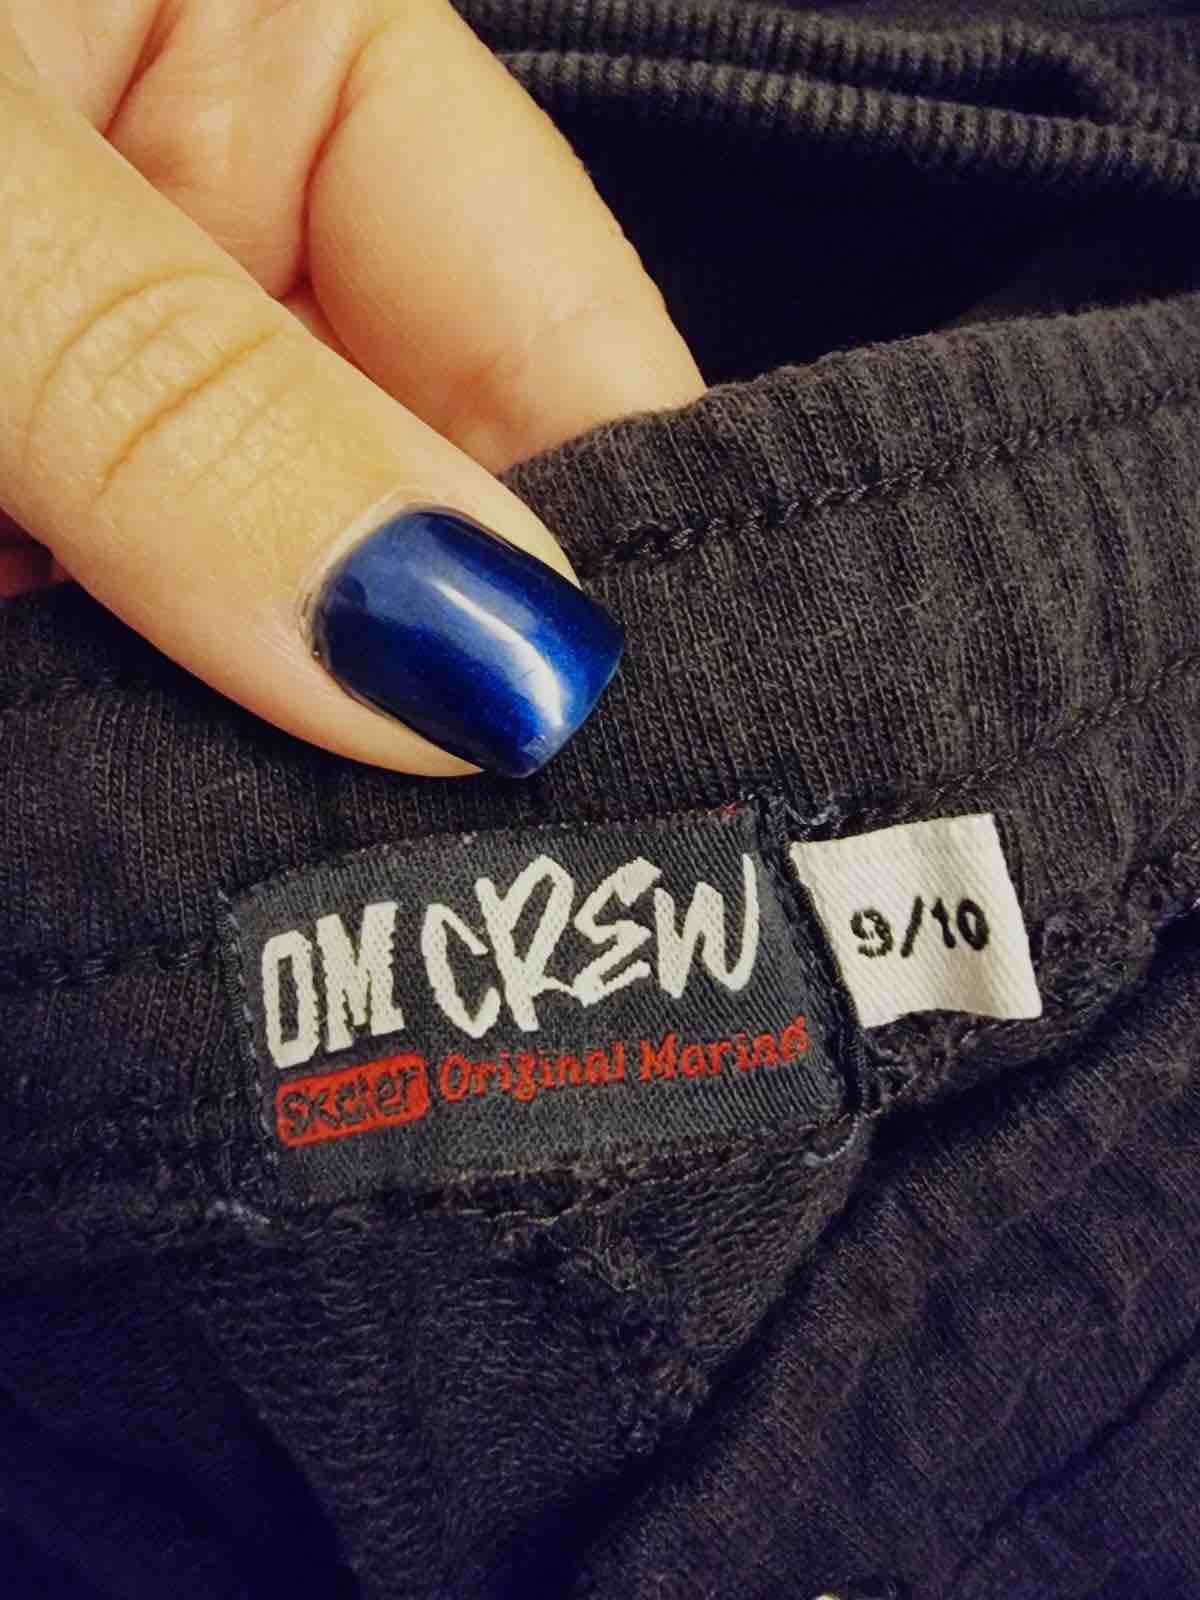 OM CREW
Skater Original Marines
9/10